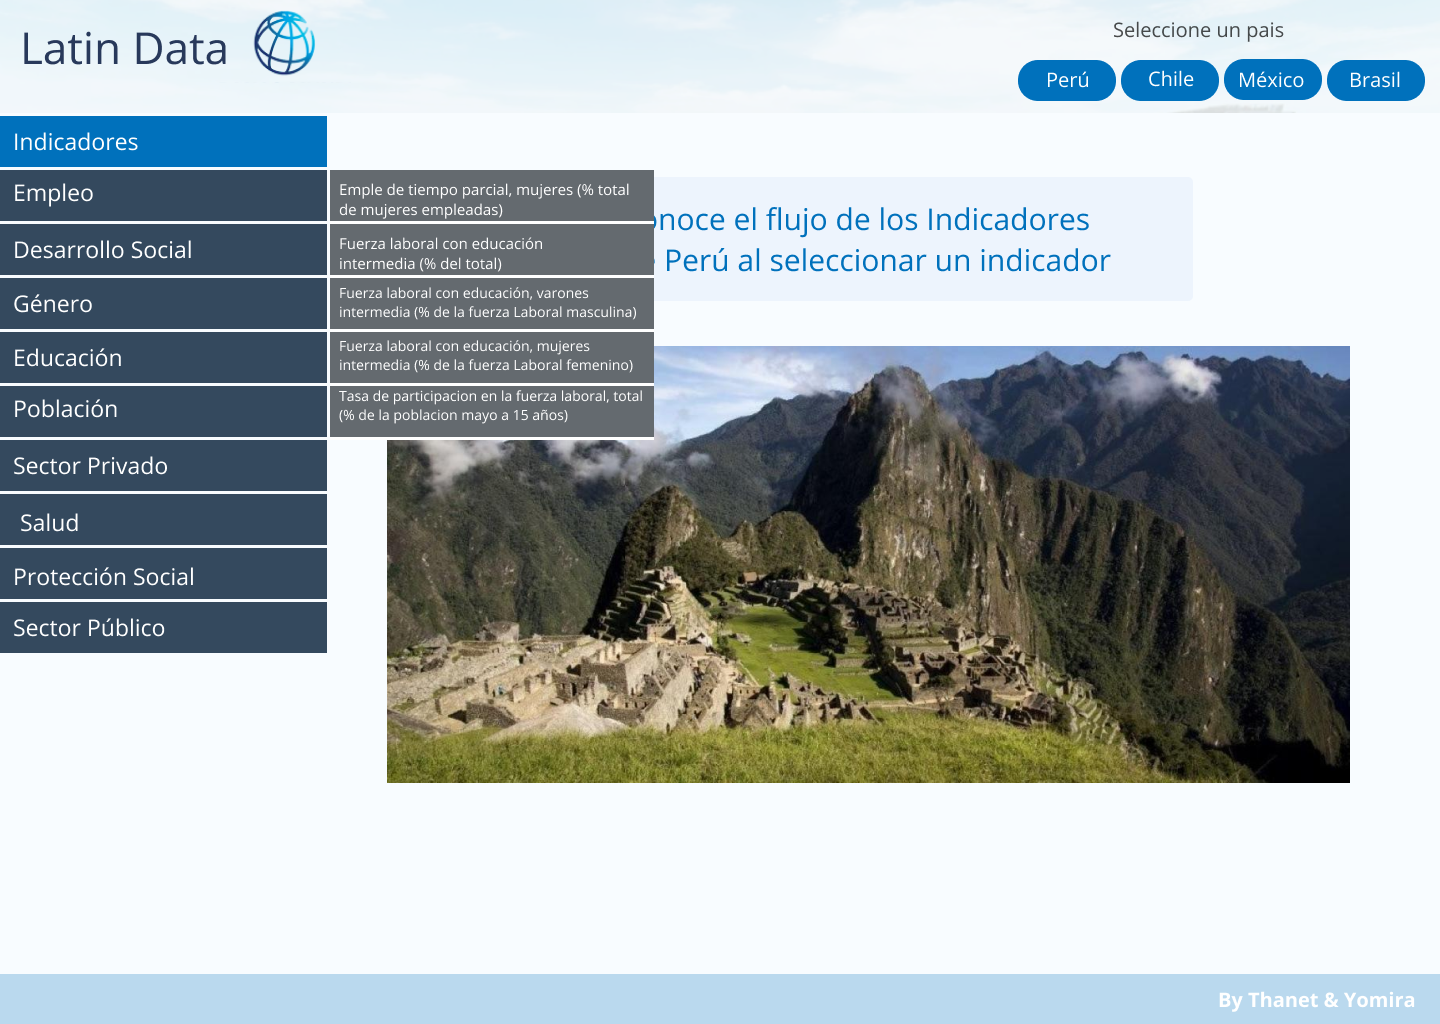 Latin Data
Seleccione un pais
Perú
Chile
México
Brasil
Indicadores
Empleo
Desarrollo Social
Género
Educación
Población
Sector Privado
Salud
Protección Social
Sector Público
Emple de tiempo parcial, mujeres (% total
de mujeres empleadas)
Fuerza laboral con educación
intermedia (% del total)
Fuerza laboral con educación, varones
intermedia (% de la fuerza Laboral masculina)
Fuerza laboral con educación, mujeres
intermedia (% de la fuerza Laboral femenino)
Tasa de participacion en la fuerza laboral, total
(% de la poblacion mayo a 15 años)
onoce el flujo de los Indicadores
Perú al seleccionar un indicador
By Thanet & Yomira